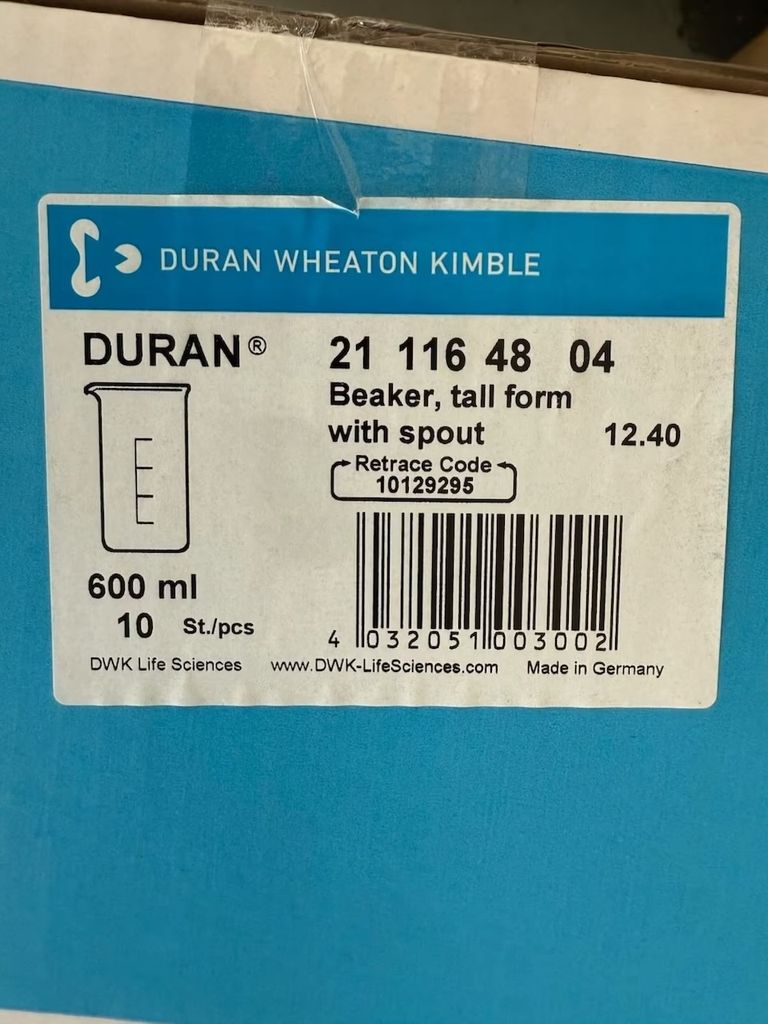 DURAN WHEATON KIMBLE
DURAN® 21 116 48 04
Beaker, tall form
with spout 12.40
Retrace Code
10129295
600 ml
10 St./pcs
4 032051 003002
DWK Life Sciences www.DWK-LifeSciences.com Made in Germany